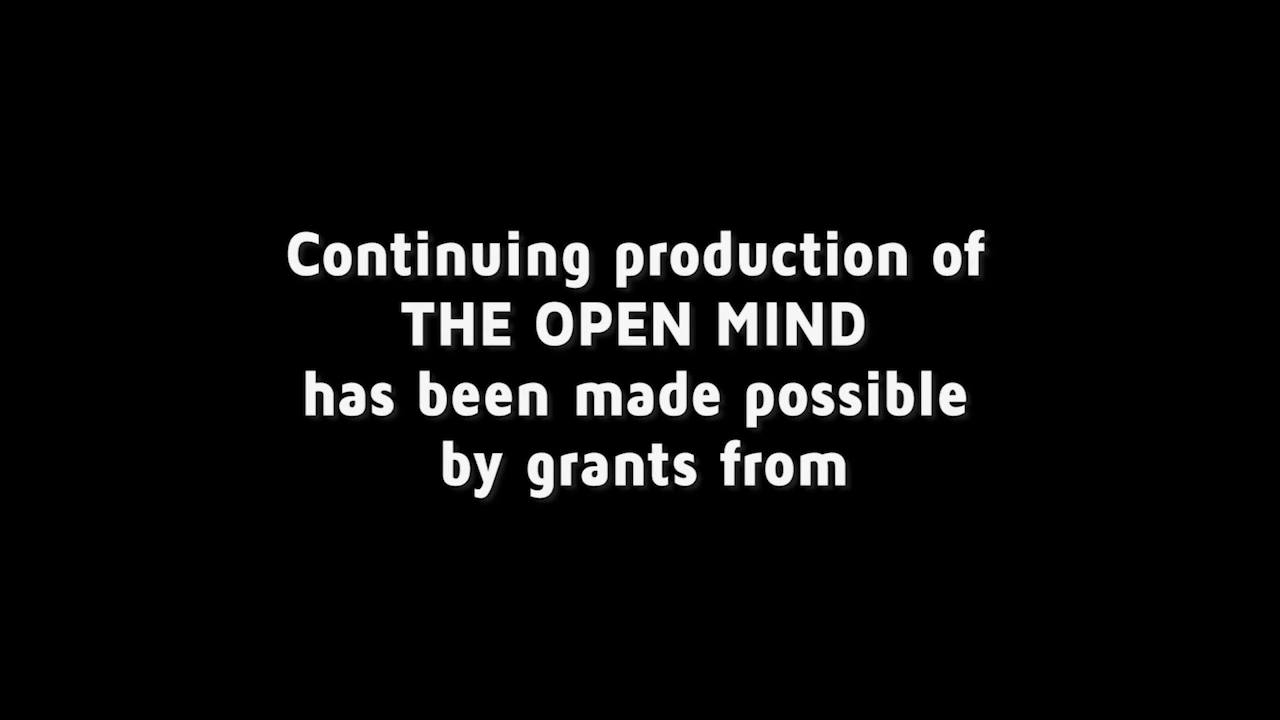 Continuing production of
THE OPEN MIND
has been made possible
by grants from